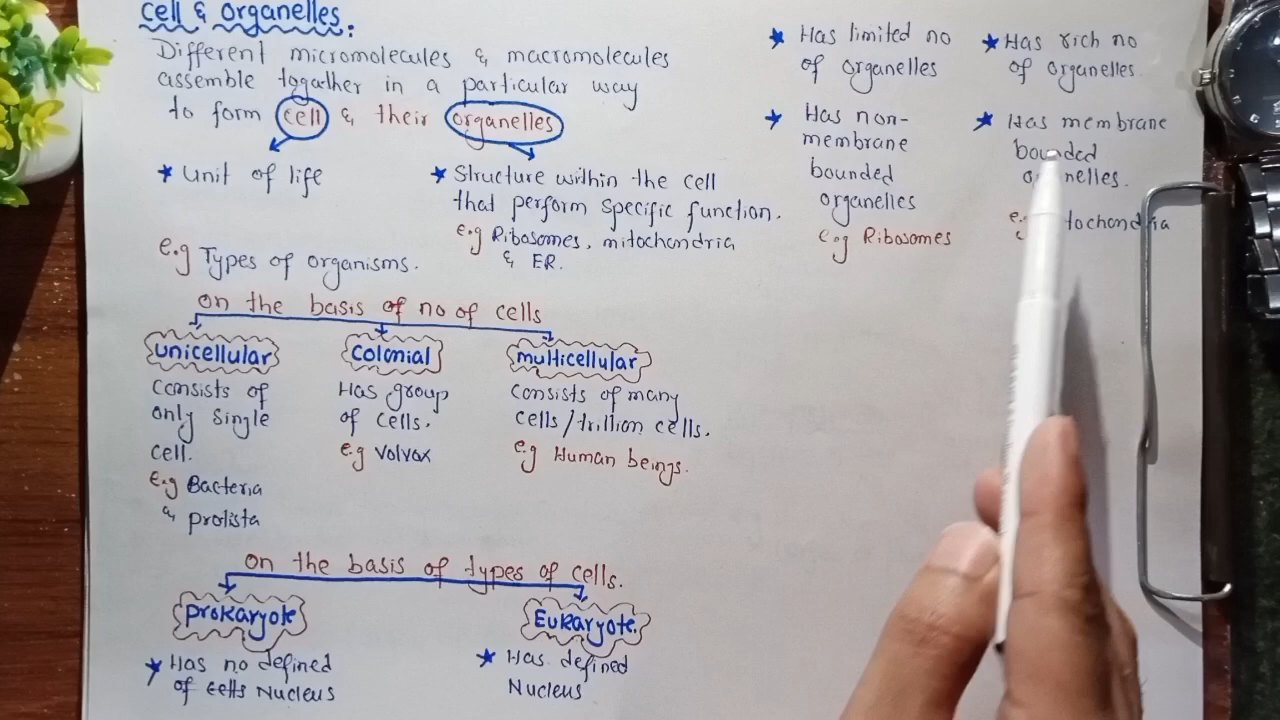 Cell & Organelles.
Different micromolecules & macromolecules
assemble togather in a particular way
to form cell & their organelles
★ Unit of life
★ Structure within the cell
that perform specific function.
e.g Ribosomes, mitochondria
& ER.
e.g Types of organisms.
on the basis of no of cells
unicellular
Consists of
only single
cell.
e.g Bacteria
& protista
Colonial
Has group
of cells.
e.g Volvox
multicellular
Consists of many
cells/trillion cells.
e.g Human beings.
on the basis of types of cells.
Prokaryote
★ Has no defined
of cells Nucleus
Eukaryote.
★ Has defined
Nucleus
★ Has limited no
of organelles
★ Has non-
membrane
bounded
organelles
e.g Ribosomes
★ Has rich no
of organelles.
★ Has membrane
bounded